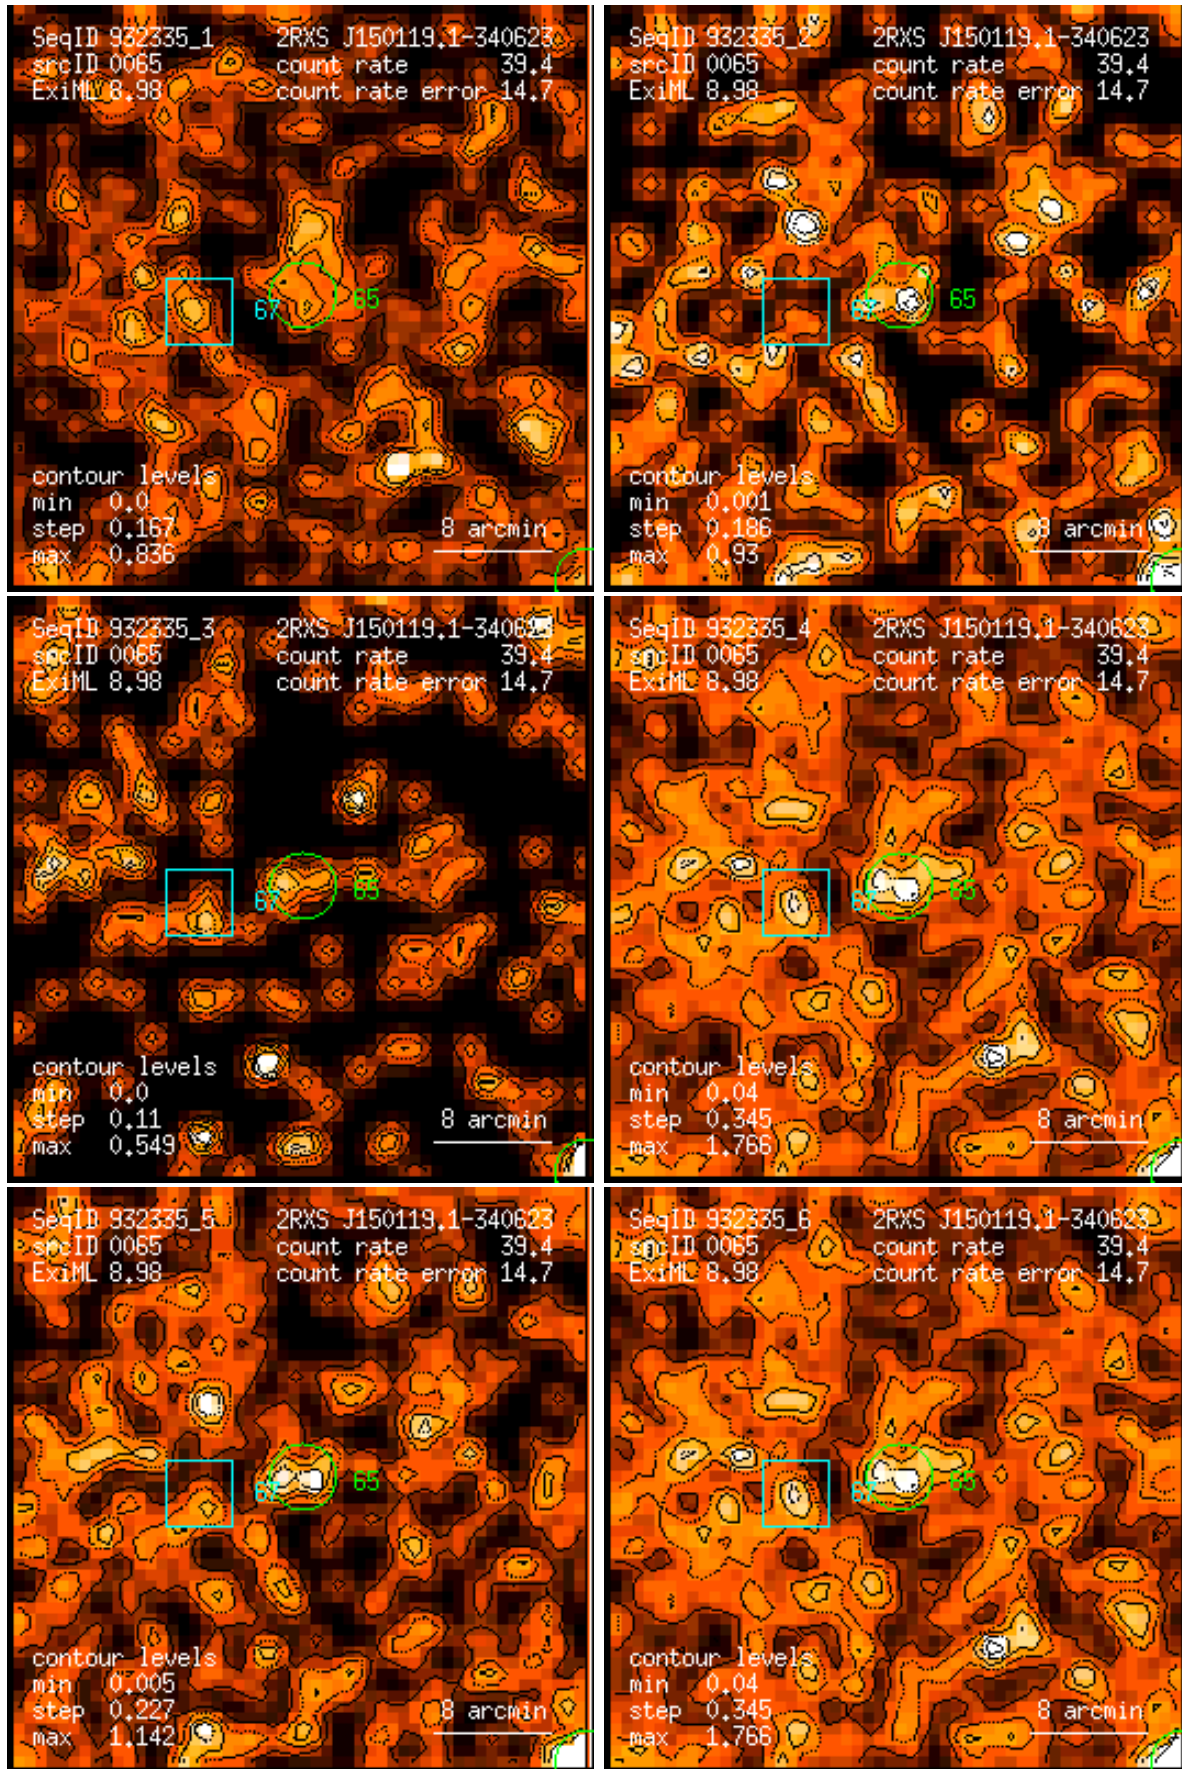 SeqID 932335_1 2RXS J150119.1-340623
srcID 0065 count rate 39.4
ExiML 8.98 count rate error 14.7
67 65
contour levels
min 0.0
step 0.167 8 arcmin
max 0.836
SeqID 932335_2 2RXS J150119.1-340623
srcID 0065 count rate 39.4
ExiML 8.98 count rate error 14.7
67 65
contour levels
min 0.001
step 0.186 8 arcmin
max 0.93
SeqID 932335_3 2RXS J150119.1-340623
srcID 0065 count rate 39.4
ExiML 8.98 count rate error 14.7
67 65
contour levels
min 0.0
step 0.11 8 arcmin
max 0.549
SeqID 932335_4 2RXS J150119.1-340623
srcID 0065 count rate 39.4
ExiML 8.98 count rate error 14.7
67 65
contour levels
min 0.04
step 0.345 8 arcmin
max 1.766
SeqID 932335_5 2RXS J150119.1-340623
srcID 0065 count rate 39.4
ExiML 8.98 count rate error 14.7
67 65
contour levels
min 0.005
step 0.227 8 arcmin
max 1.142
SeqID 932335_6 2RXS J150119.1-340623
srcID 0065 count rate 39.4
ExiML 8.98 count rate error 14.7
67 65
contour levels
min 0.04
step 0.345 8 arcmin
max 1.766